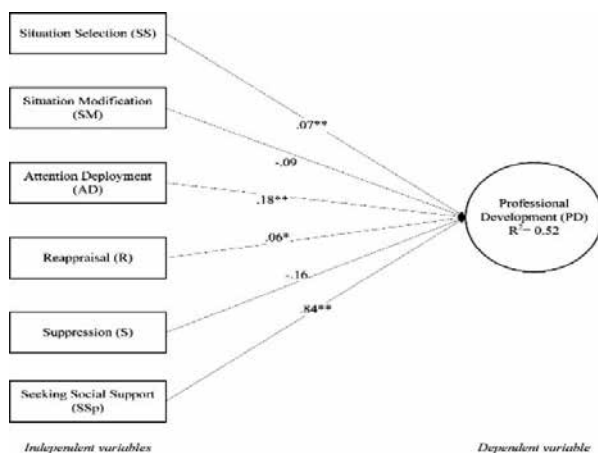 Situation Selection (SS)
Situation Modification
(SM)
Attention Deployment
(AD)
Reappraisal (R)
Suppression (S)
Seeking Social Support
(SSp)
.07**
-.09
.18**
.06*
-.16
.84**
Professional
Development (PD)
R²= 0.52
Independent variables
Dependent variable